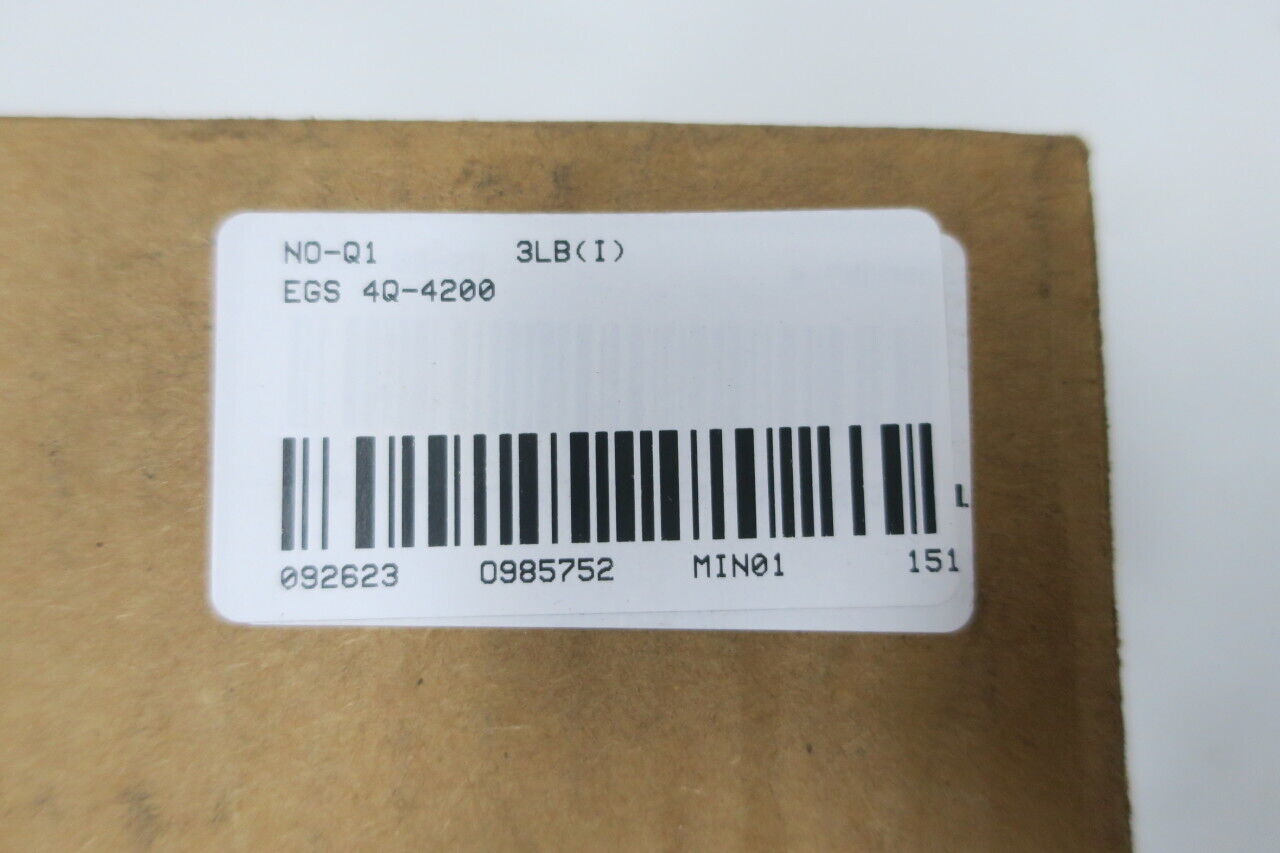 NO-Q1 3LB(I)
EGS 4Q-4200
092623 0985752 MIN01 151
L